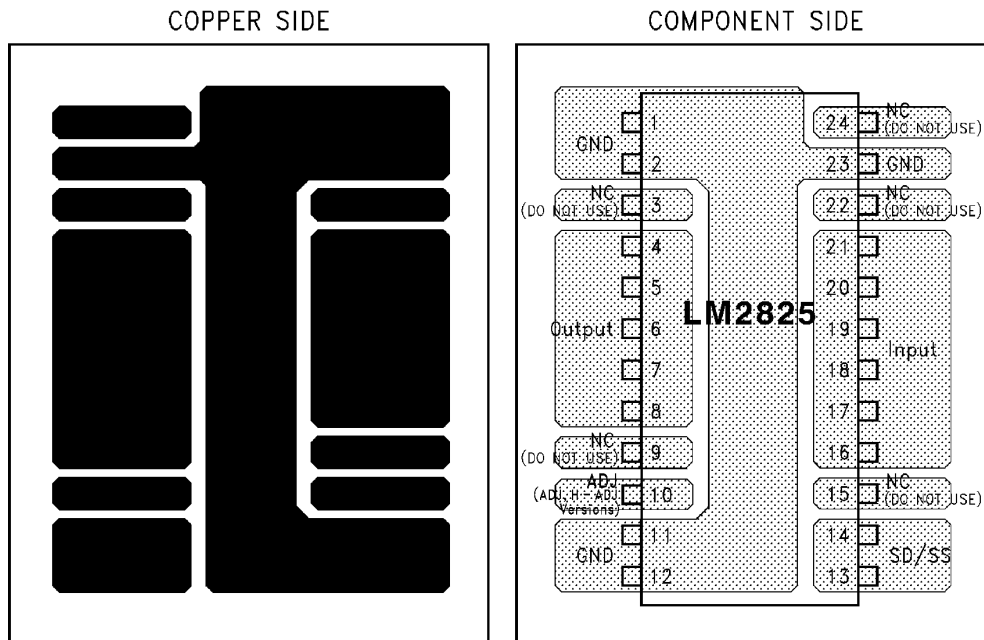 COPPER SIDE
COMPONENT SIDE
1
GND
2
NC
(DO NOT USE)
3
4
5
Output
6
7
8
NC
(DO NOT USE)
9
ADJ
(ADJ,H-ADJ
Versions)
10
11
GND
12
LM2825
24
NC
(DO NOT USE)
23
GND
22
NC
(DO NOT USE)
21
20
19
Input
18
17
16
15
NC
(DO NOT USE)
14
SD/SS
13